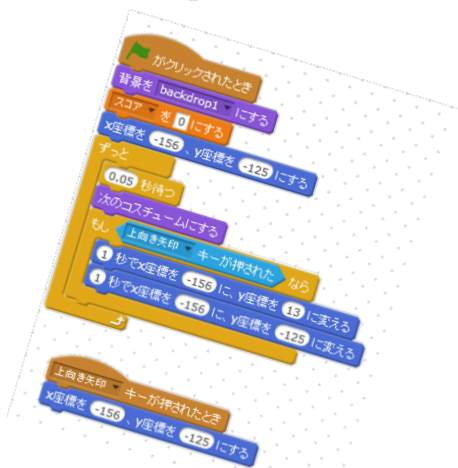 がクリックされたとき
背景を backdrop1 にする
スコア を 0 にする
x座標を -156 、y座標を -125 にする
ずっと
0.05 秒待つ
次のコスチュームにする
もし 上向き矢印 キーが押された なら
1 秒でx座標を -156 に、y座標を 13 に変える
1 秒でx座標を -156 に、y座標を -125 に変える
上向き矢印 キーが押されたとき
x座標を -156 、y座標を -125 にする